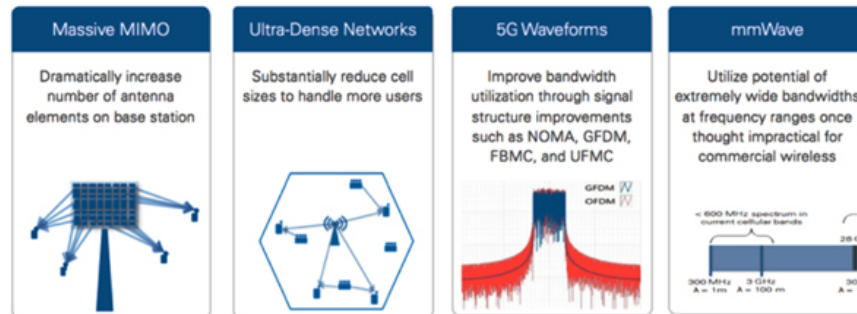 Massive MIMO
Dramatically increase
number of antenna
elements on base station
Ultra-Dense Networks
Substantially reduce cell
sizes to handle more users
5G Waveforms
Improve bandwidth
utilization through signal
structure improvements
such as NOMA, GFDM,
FBMC, and UFMC
GFDM
OFDM
mmWave
Utilize potential of
extremely wide bandwidths
at frequency ranges once
thought impractical for
commercial wireless
< 600 MHz spectrum in
current cellular bands
28
300 MHz
λ = 1m
3 GHz
λ = 100 m
30
λ =